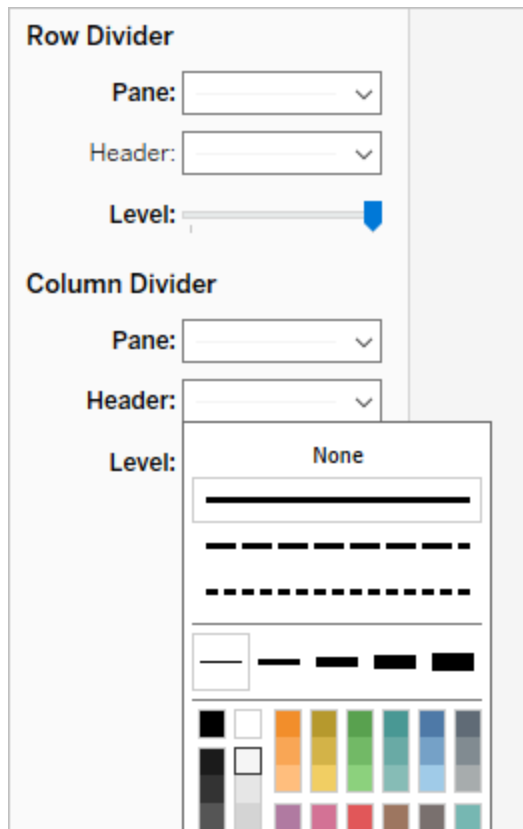 Row Divider
Pane:
Header:
Level:
Column Divider
Pane:
Header:
Level:
None